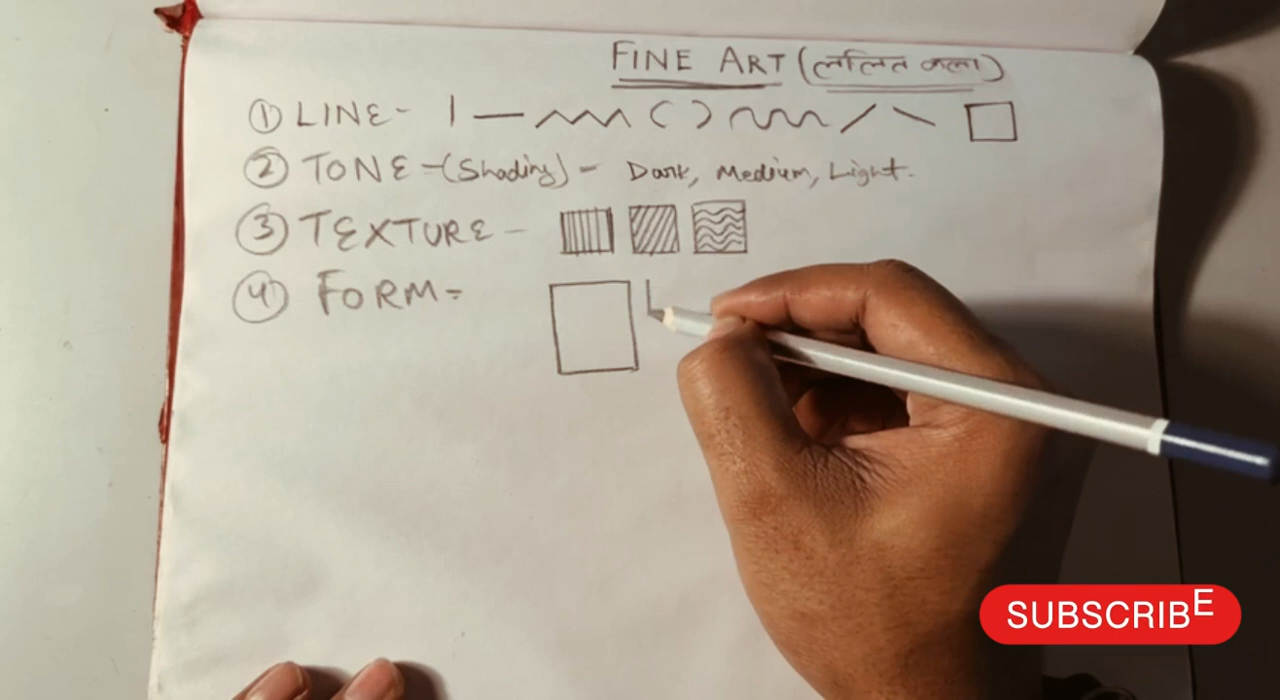 FINE ART (ललित कला)
① LINE-
② TONE -(Shading) - Dark, Medium, Light.
③ TEXTURE -
④ FORM-
SUBSCRIBE